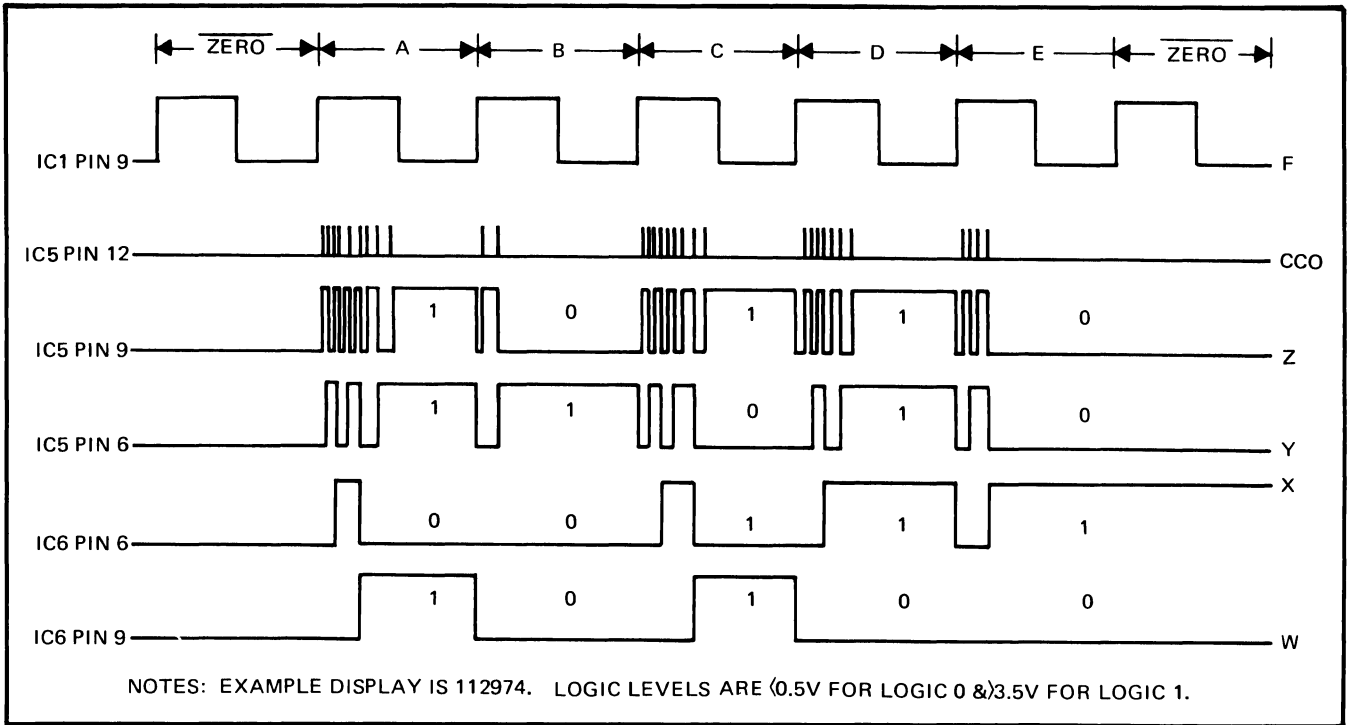 ZERO A B C D E ZERO
IC1 PIN 9 F
IC5 PIN 12 CCO
IC5 PIN 9 1 0 1 1 0 Z
IC5 PIN 6 1 1 0 1 0 Y
X
IC6 PIN 6 0 0 1 1 1
IC6 PIN 9 1 0 1 0 0 W
NOTES: EXAMPLE DISPLAY IS 112974. LOGIC LEVELS ARE ⟨0.5V FOR LOGIC 0 &⟩3.5V FOR LOGIC 1.